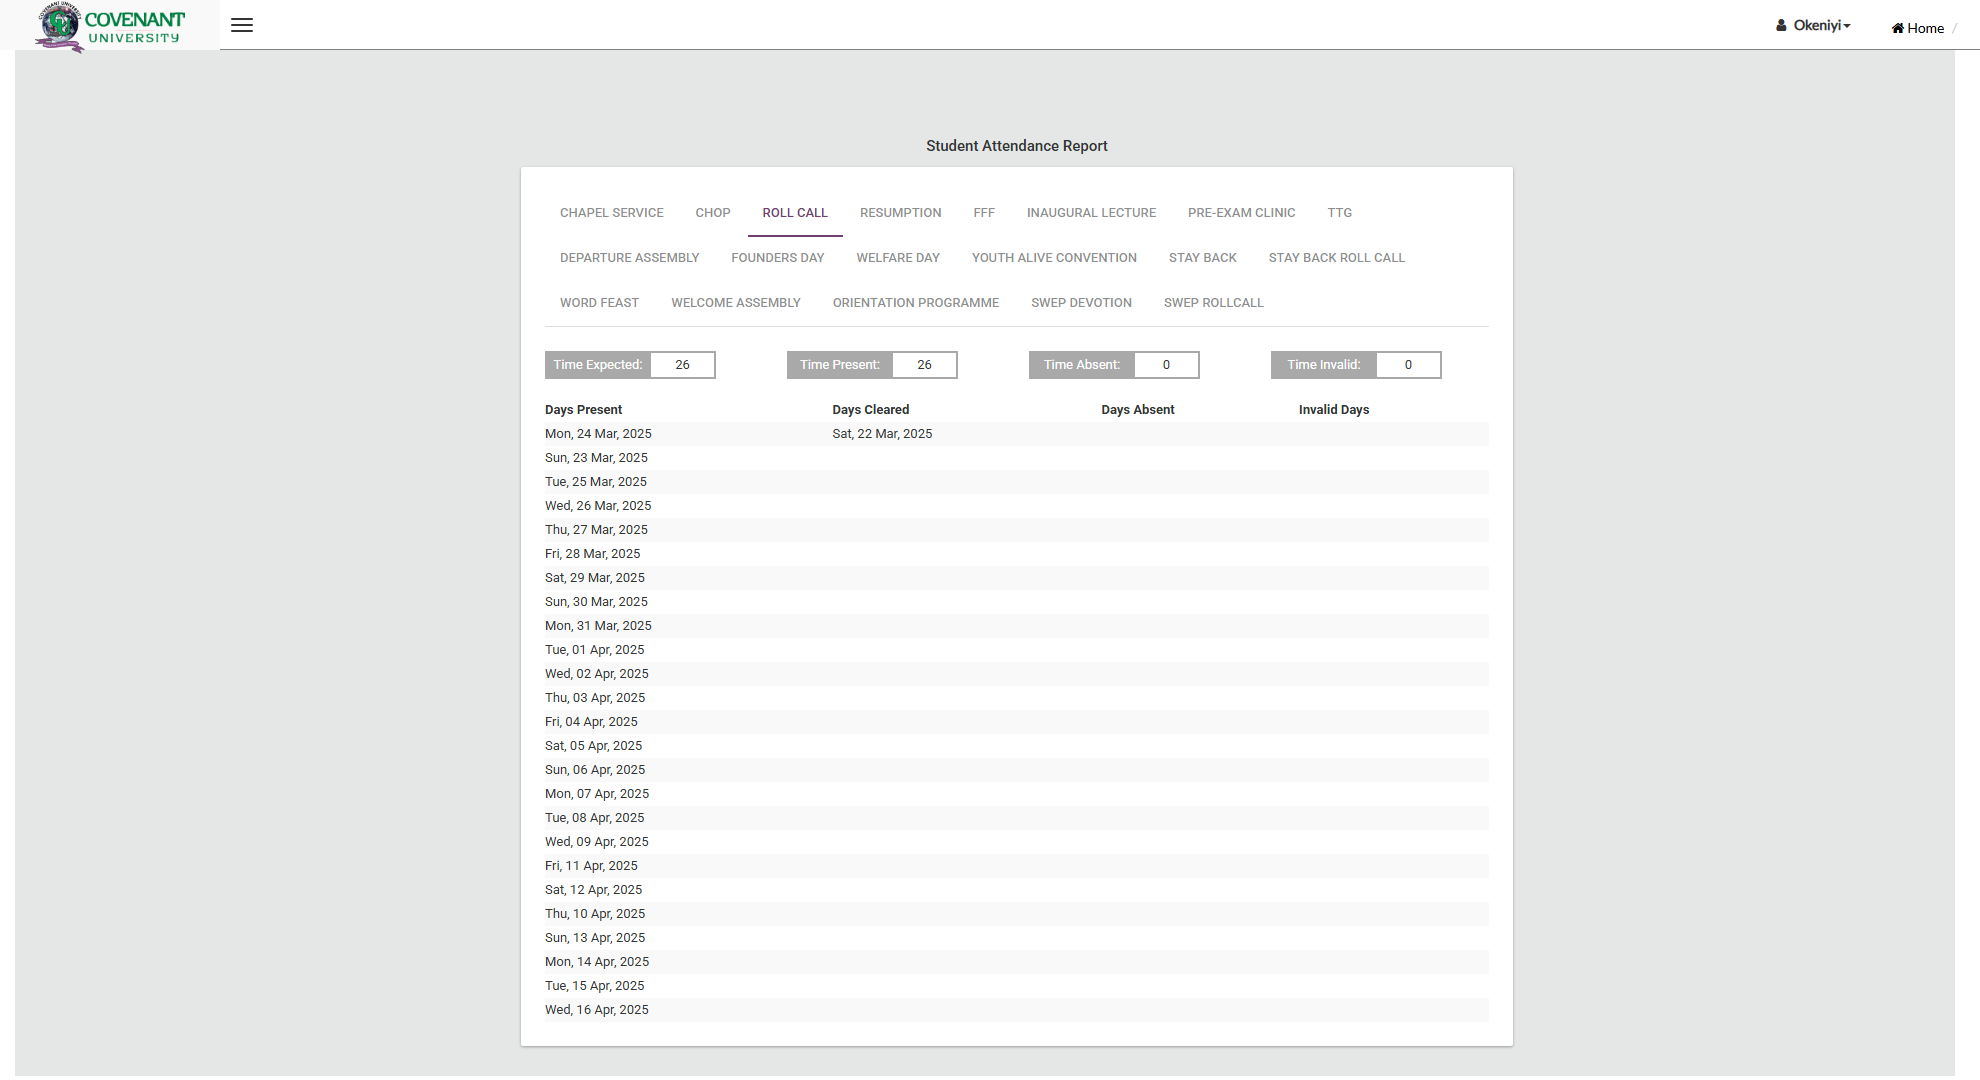 COVENANT UNIVERSITY
COVENANT
UNIVERSITY
Okeniyi
Home /
Student Attendance Report
CHAPEL SERVICE CHOP ROLL CALL RESUMPTION FFF INAUGURAL LECTURE PRE-EXAM CLINIC TTG
DEPARTURE ASSEMBLY FOUNDERS DAY WELFARE DAY YOUTH ALIVE CONVENTION STAY BACK STAY BACK ROLL CALL
WORD FEAST WELCOME ASSEMBLY ORIENTATION PROGRAMME SWEP DEVOTION SWEP ROLLCALL
Time Expected: 26 Time Present: 26 Time Absent: 0 Time Invalid: 0
Days Present Days Cleared Days Absent Invalid Days
Mon, 24 Mar, 2025 Sat, 22 Mar, 2025
Sun, 23 Mar, 2025
Tue, 25 Mar, 2025
Wed, 26 Mar, 2025
Thu, 27 Mar, 2025
Fri, 28 Mar, 2025
Sat, 29 Mar, 2025
Sun, 30 Mar, 2025
Mon, 31 Mar, 2025
Tue, 01 Apr, 2025
Wed, 02 Apr, 2025
Thu, 03 Apr, 2025
Fri, 04 Apr, 2025
Sat, 05 Apr, 2025
Sun, 06 Apr, 2025
Mon, 07 Apr, 2025
Tue, 08 Apr, 2025
Wed, 09 Apr, 2025
Fri, 11 Apr, 2025
Sat, 12 Apr, 2025
Thu, 10 Apr, 2025
Sun, 13 Apr, 2025
Mon, 14 Apr, 2025
Tue, 15 Apr, 2025
Wed, 16 Apr, 2025